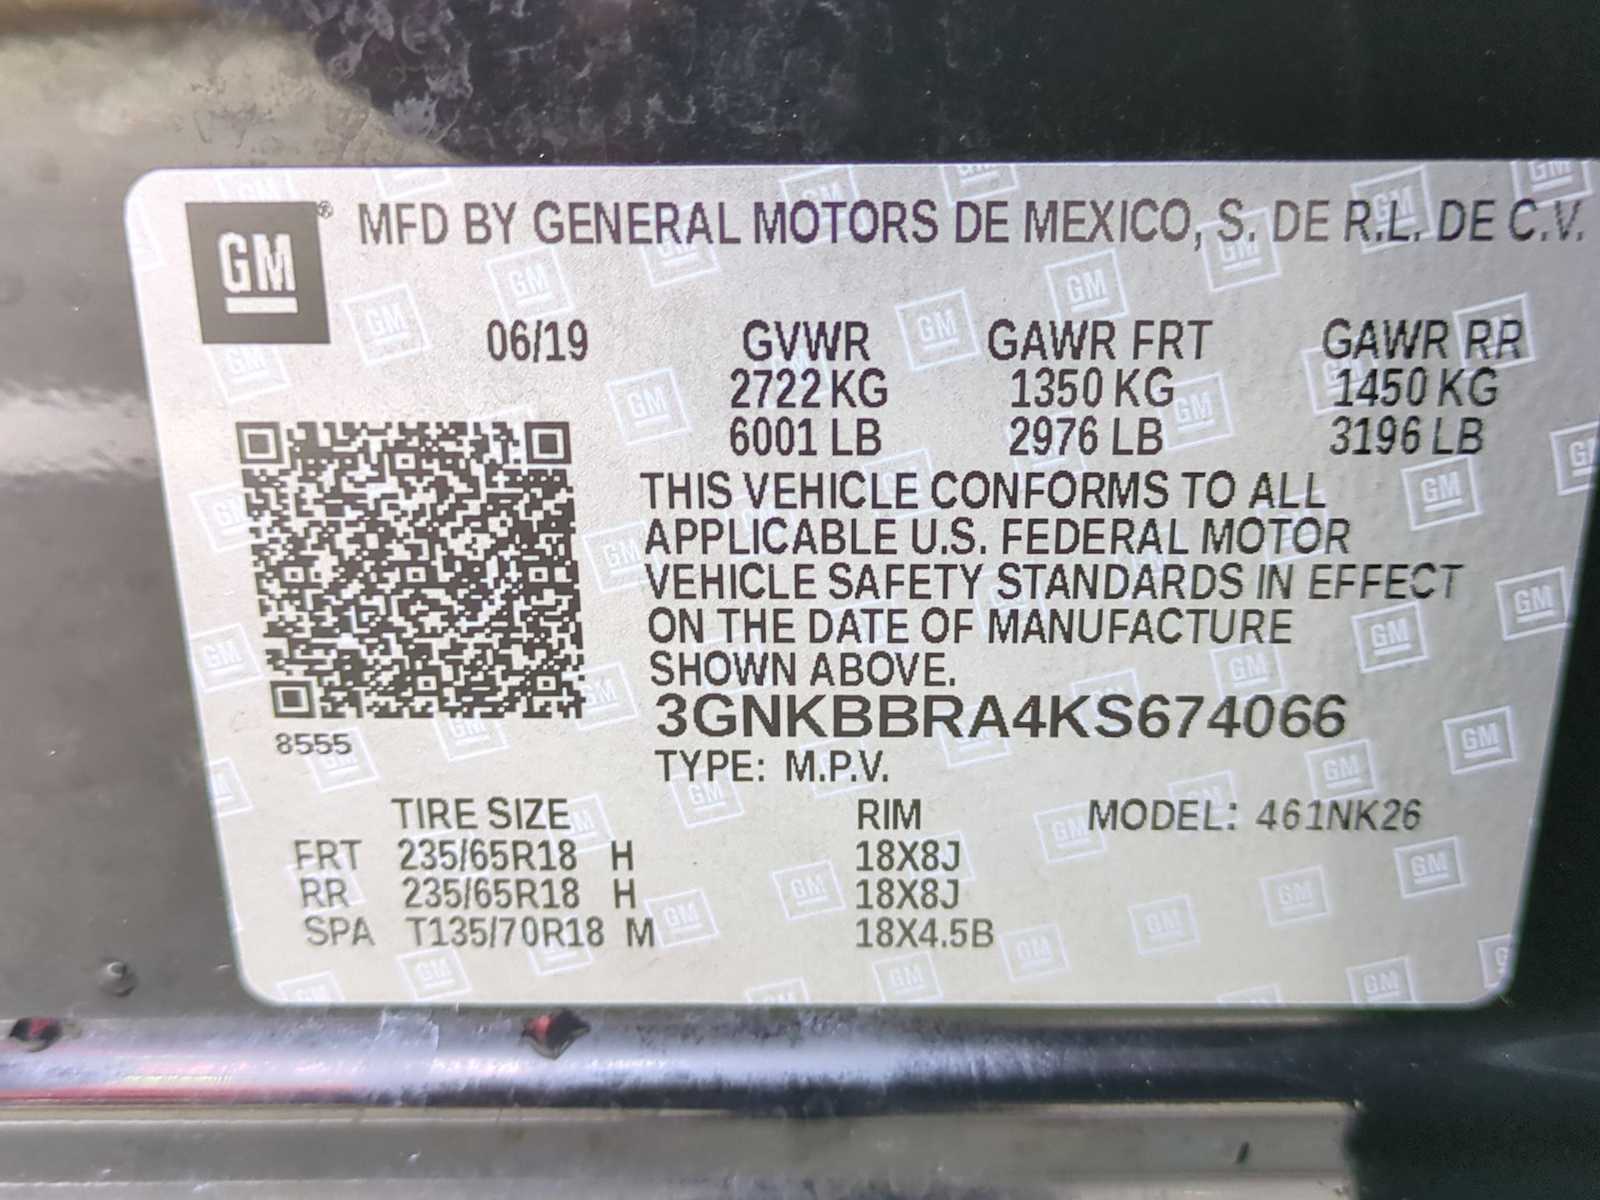 GM® MFD BY GENERAL MOTORS DE MEXICO, S. DE R.L. DE C.V.
06/19 GVWR GAWR FRT GAWR RR
2722 KG 1350 KG 1450 KG
6001 LB 2976 LB 3196 LB
THIS VEHICLE CONFORMS TO ALL
APPLICABLE U.S. FEDERAL MOTOR
VEHICLE SAFETY STANDARDS IN EFFECT
ON THE DATE OF MANUFACTURE
SHOWN ABOVE.
3GNKBBRA4KS674066
8555
TYPE: M.P.V.
TIRE SIZE RIM MODEL: 461NK26
FRT 235/65R18 H 18X8J
RR 235/65R18 H 18X8J
SPA T135/70R18 M 18X4.5B